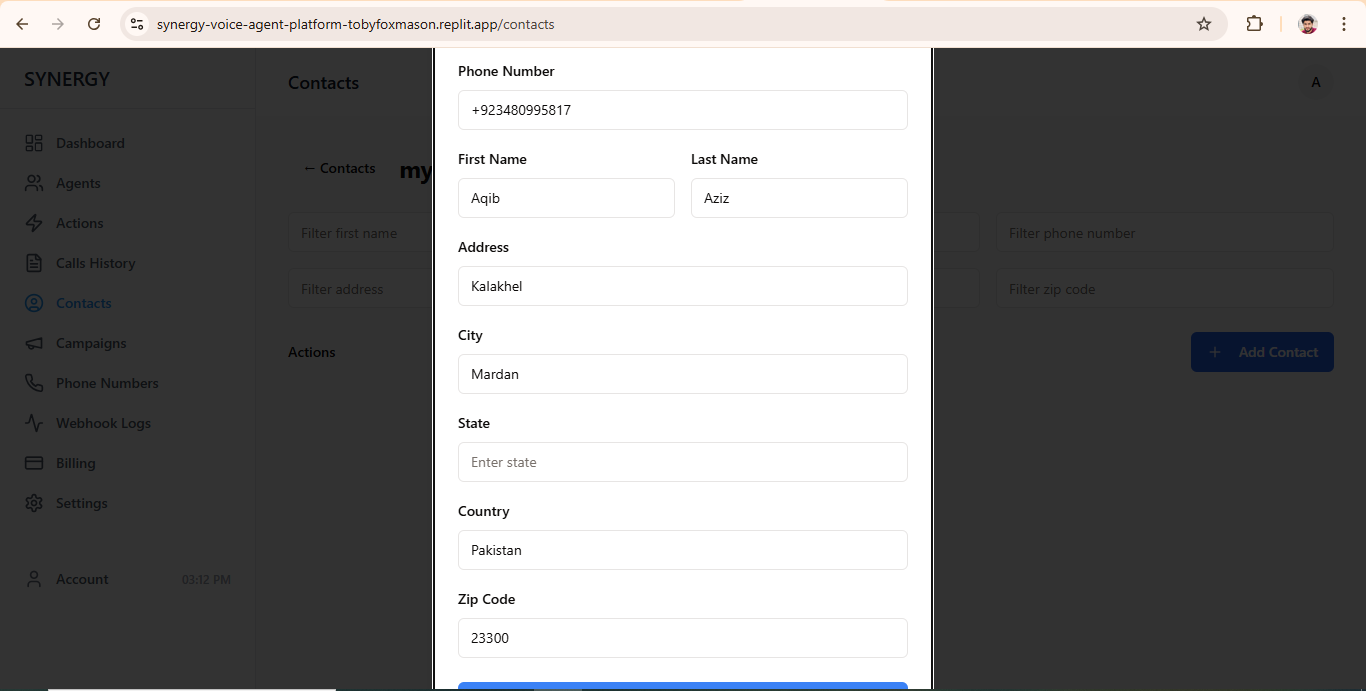 synergy-voice-agent-platform-tobyfoxmason.replit.app/contacts
SYNERGY
Dashboard
Agents
Actions
Calls History
Contacts
Campaigns
Phone Numbers
Webhook Logs
Billing
Settings
Account 03:12 PM
Contacts
A
← Contacts my
Filter first name
Filter phone number
Filter address
Filter zip code
Actions
+ Add Contact
Phone Number
+923480995817
First Name Last Name
Aqib Aziz
Address
Kalakhel
City
Mardan
State
Enter state
Country
Pakistan
Zip Code
23300